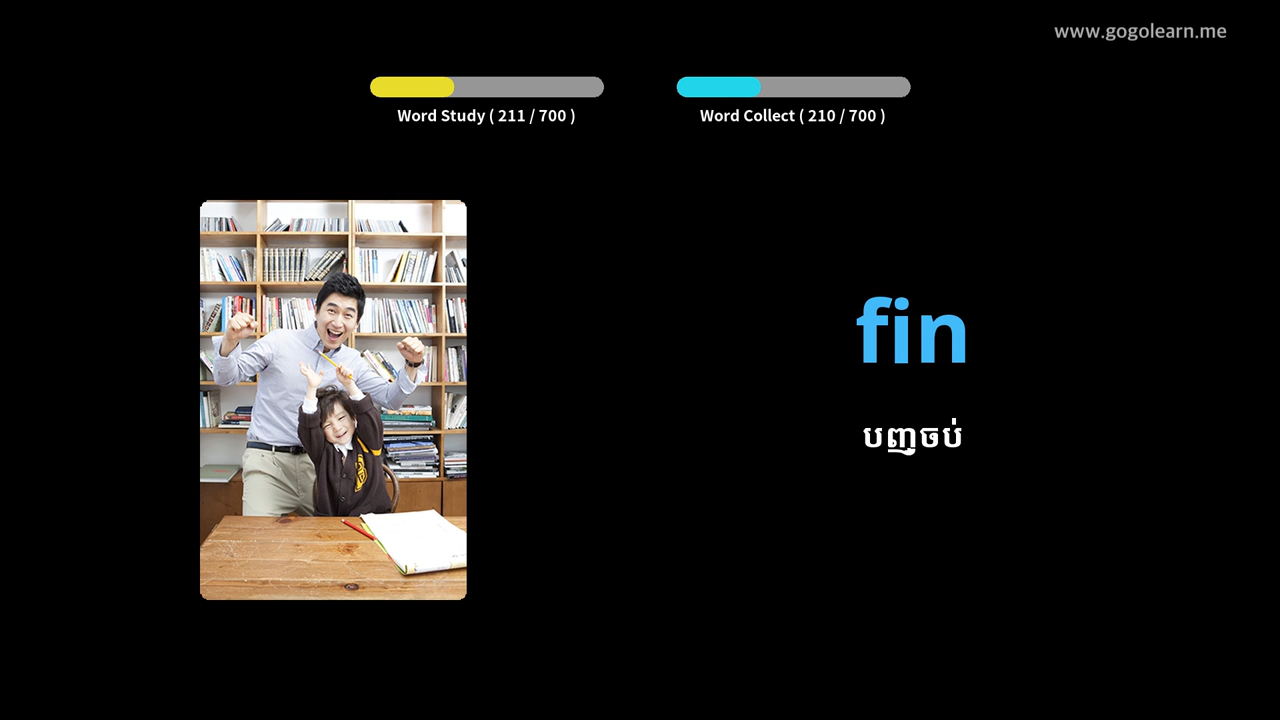 www.gogolearn.me
Word Study ( 211 / 700 )
Word Collect ( 210 / 700 )
fin
បញ្ចប់